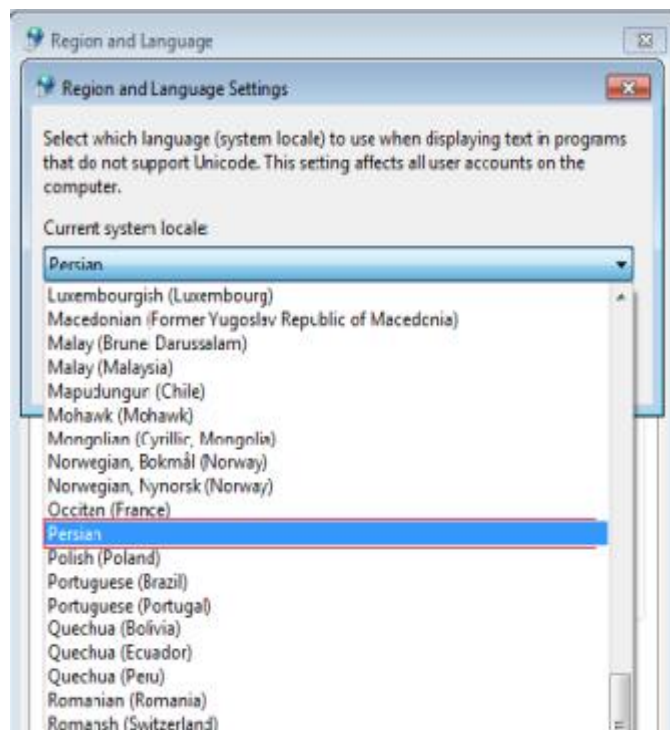 Region and Language
Region and Language Settings
Select which language (system locale) to use when displaying text in programs
that do not support Unicode. This setting affects all user accounts on the
computer.
Current system locale:
Persian
Luxembourgish (Luxembourg)
Macedonian (Former Yugoslav Republic of Macedonia)
Malay (Brunei Darussalam)
Malay (Malaysia)
Mapudungun (Chile)
Mohawk (Mohawk)
Mongolian (Cyrillic, Mongolia)
Norwegian, Bokmål (Norway)
Norwegian, Nynorsk (Norway)
Occitan (France)
Persian
Polish (Poland)
Portuguese (Brazil)
Portuguese (Portugal)
Quechua (Bolivia)
Quechua (Ecuador)
Quechua (Peru)
Romanian (Romania)
Romansh (Switzerland)